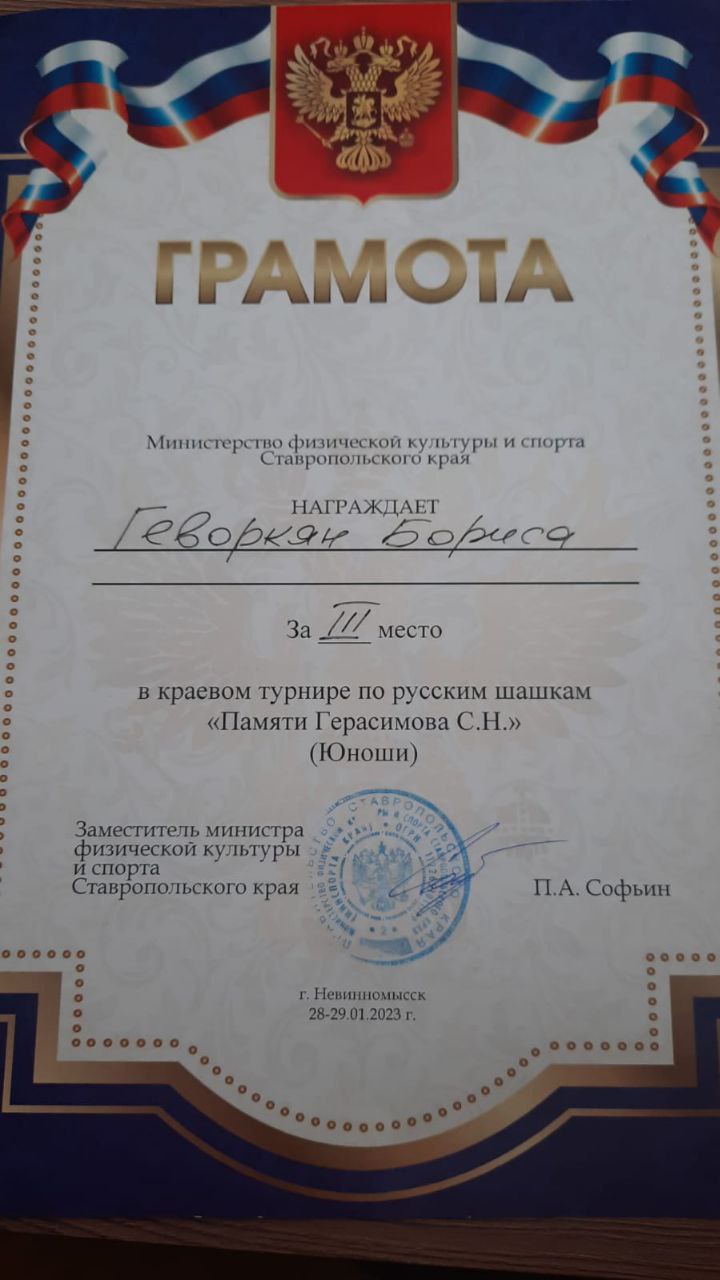 ГРАМОТА
Министерство физической культуры и спорта
Ставропольского края
НАГРАЖДАЕТ
Геворкян Бориса
За III место
в краевом турнире по русским шашкам
«Памяти Герасимова С.Н.»
(Юноши)
Заместитель министра
физической культуры
и спорта
Ставропольского края
П.А. Софьин
г. Невинномысск
28-29.01.2023 г.